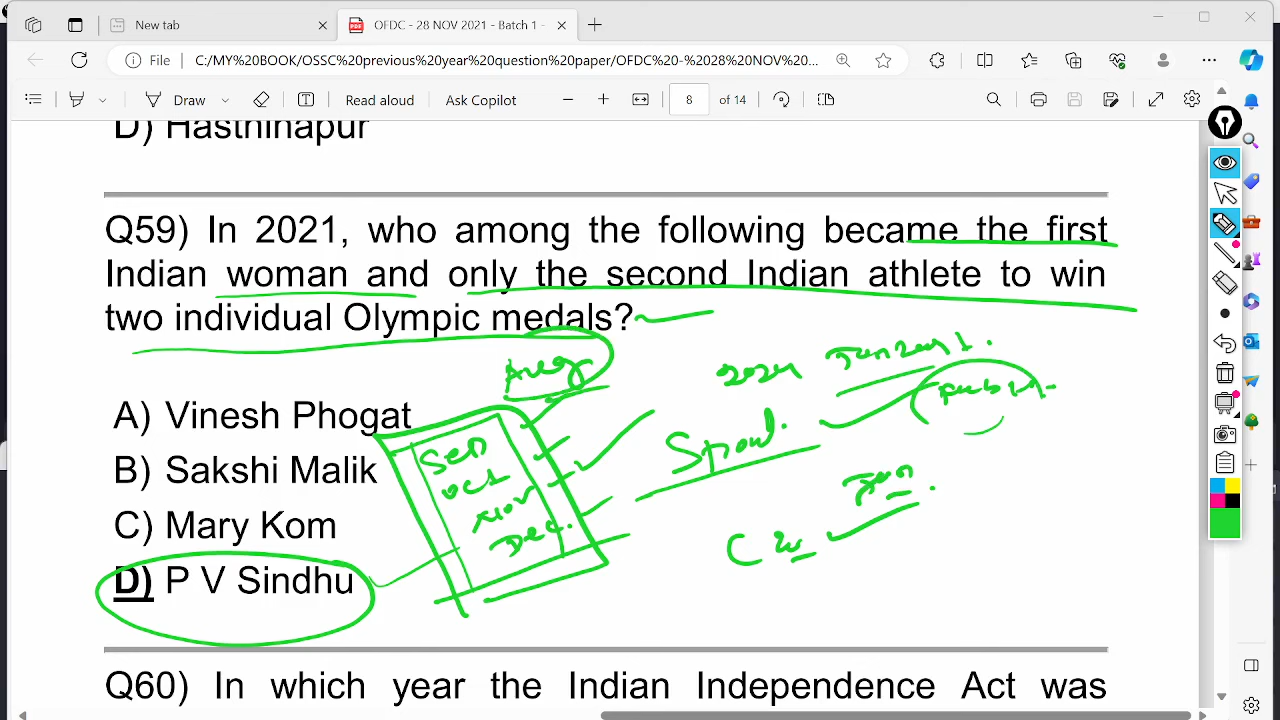 New tab
OFDC - 28 NOV 2021 - Batch 1 -
File
C:/MY%20BOOK/OSSC%20previous%20year%20question%20paper/OFDC%20-%2028%20NOV%20...
Draw
Read aloud
Ask Copilot
8
of 14
D) Hasthinapur
Q59) In 2021, who among the following became the first
Indian woman and only the second Indian athlete to win
two individual Olympic medals?
Aug
2024 January.
A) Vinesh Phogat
Sep
B) Sakshi Malik
Oct
Nov
Jan
C) Mary Kom
Dec.
D) P V Sindhu
Q60) In which year the Indian Independence Act was